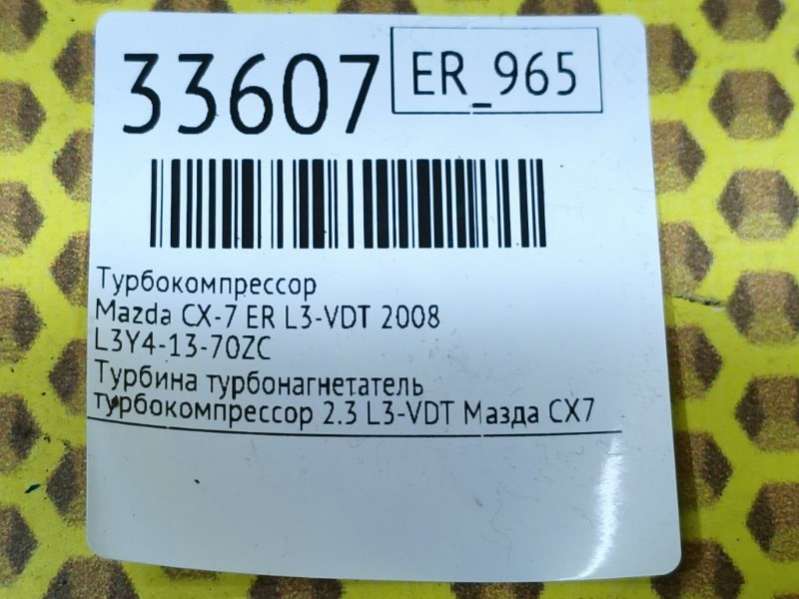 33607
ER_965
Турбокомпрессор
Mazda CX-7 ER L3-VDT 2008
L3Y4-13-70ZC
Турбина турбонагнетатель
турбокомпрессор 2.3 L3-VDT Мазда CX7